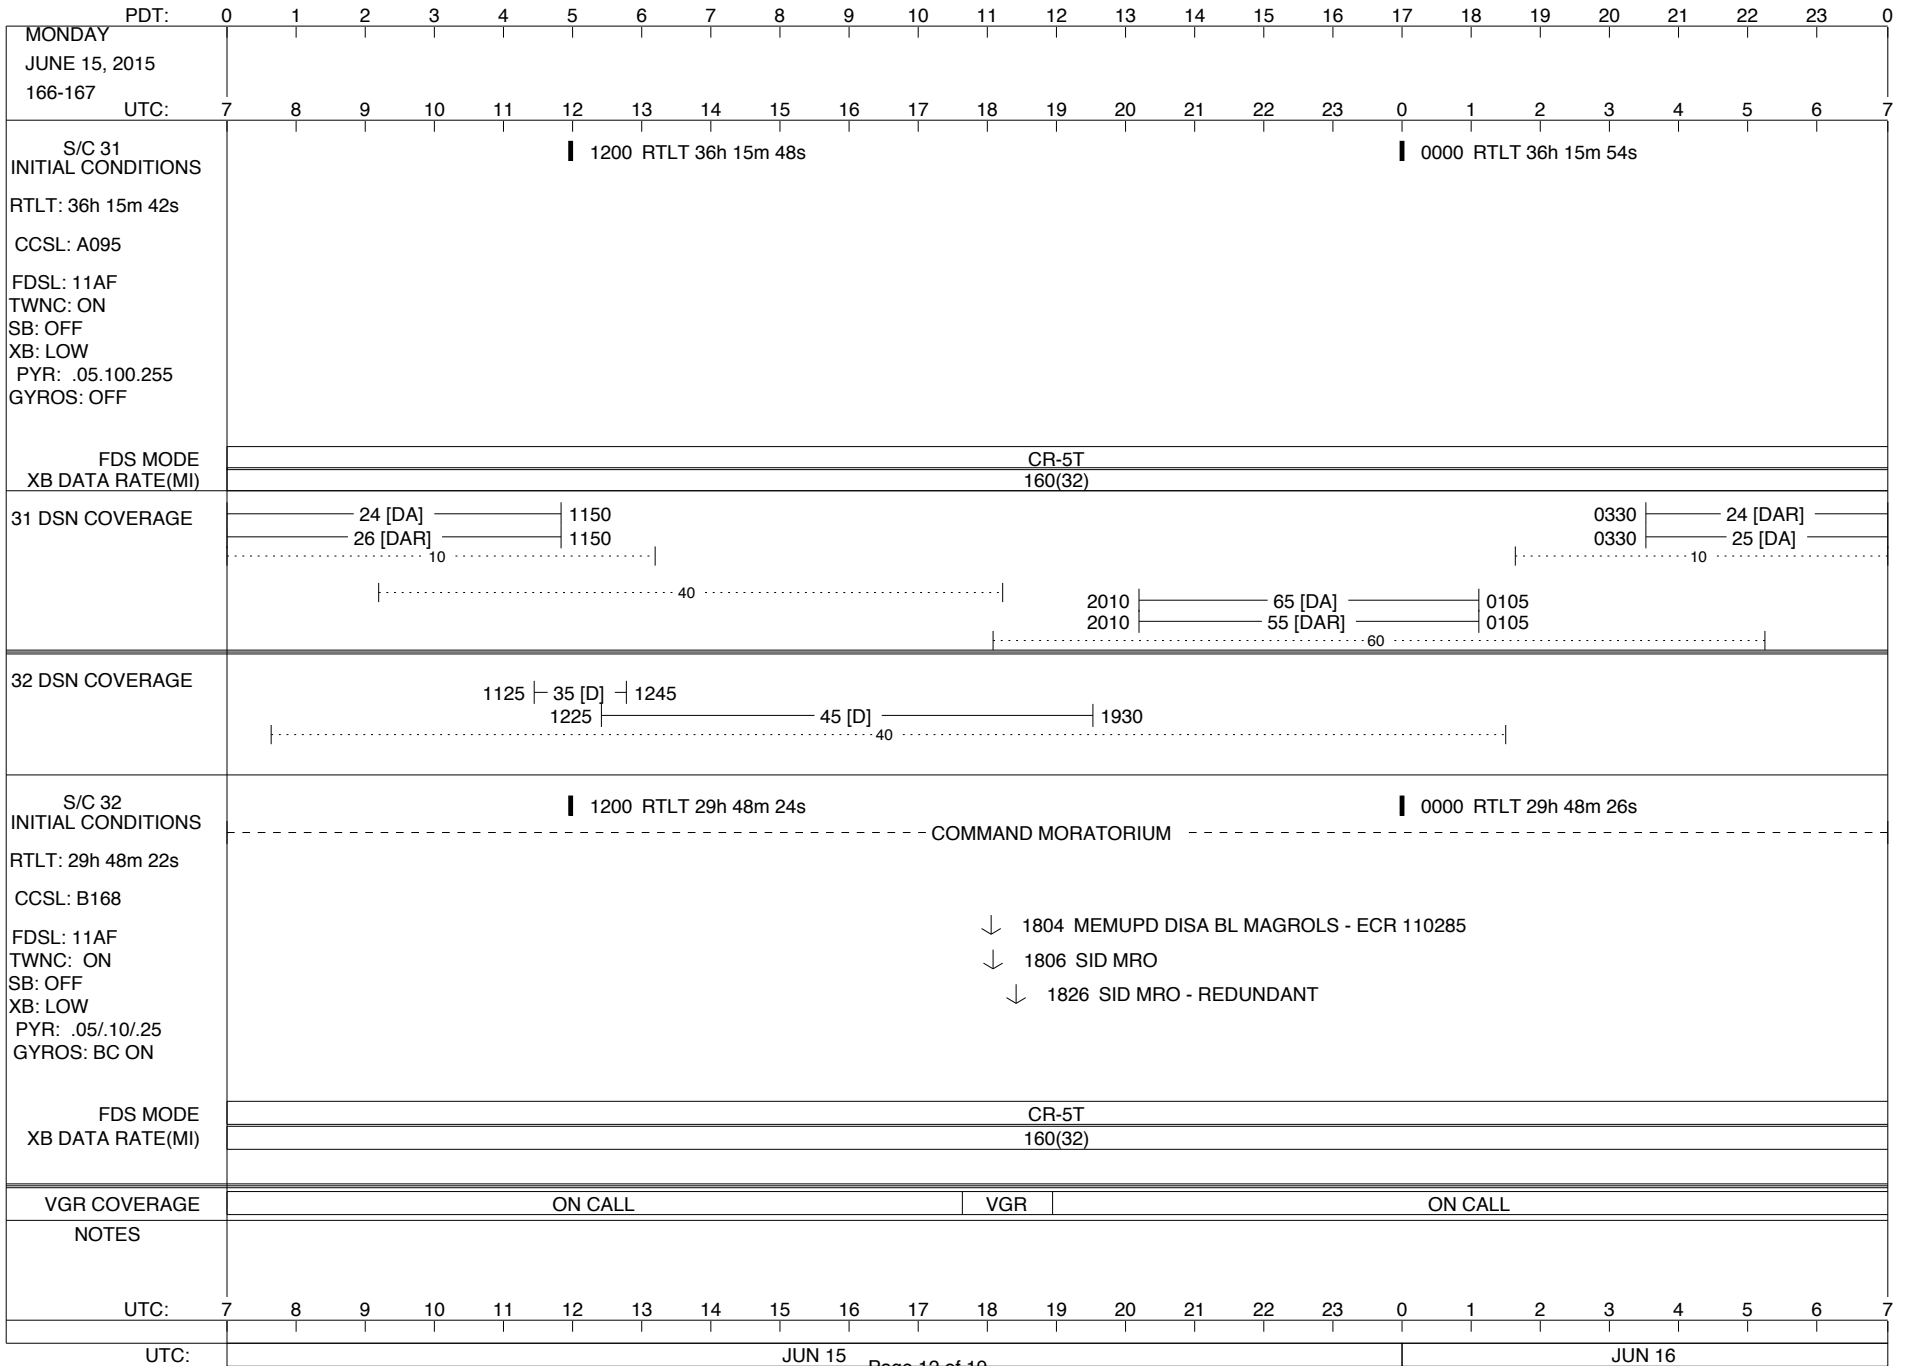 PDT: 0 1 2 3 4 5 6 7 8 9 10 11 12 13 14 15 16 17 18 19 20 21 22 23 0
MONDAY
JUNE 15, 2015
166-167
UTC: 7 8 9 10 11 12 13 14 15 16 17 18 19 20 21 22 23 0 1 2 3 4 5 6 7
S/C 31
INITIAL CONDITIONS
1200 RTLT 36h 15m 48s
0000 RTLT 36h 15m 54s
RTLT: 36h 15m 42s
CCSL: A095
FDSL: 11AF
TWNC: ON
SB: OFF
XB: LOW
PYR: .05.100.255
GYROS: OFF
FDS MODE CR-5T
XB DATA RATE(MI) 160(32)
31 DSN COVERAGE
24 [DA] 1150 0330 24 [DAR]
26 [DAR] 1150 0330 25 [DA]
10 10
40
2010 65 [DA] 0105
2010 55 [DAR] 0105
60
32 DSN COVERAGE
1125 35 [D] 1245
1225 45 [D] 1930
40
S/C 32
INITIAL CONDITIONS
1200 RTLT 29h 48m 24s
0000 RTLT 29h 48m 26s
COMMAND MORATORIUM
RTLT: 29h 48m 22s
CCSL: B168
FDSL: 11AF
TWNC: ON
SB: OFF
XB: LOW
PYR: .05/.10/.25
GYROS: BC ON
1804 MEMUPD DISA BL MAGROLS - ECR 110285
1806 SID MRO
1826 SID MRO - REDUNDANT
FDS MODE CR-5T
XB DATA RATE(MI) 160(32)
VGR COVERAGE ON CALL VGR ON CALL
NOTES
UTC: 7 8 9 10 11 12 13 14 15 16 17 18 19 20 21 22 23 0 1 2 3 4 5 6 7
UTC: JUN 15 JUN 16
Page 12 of 19